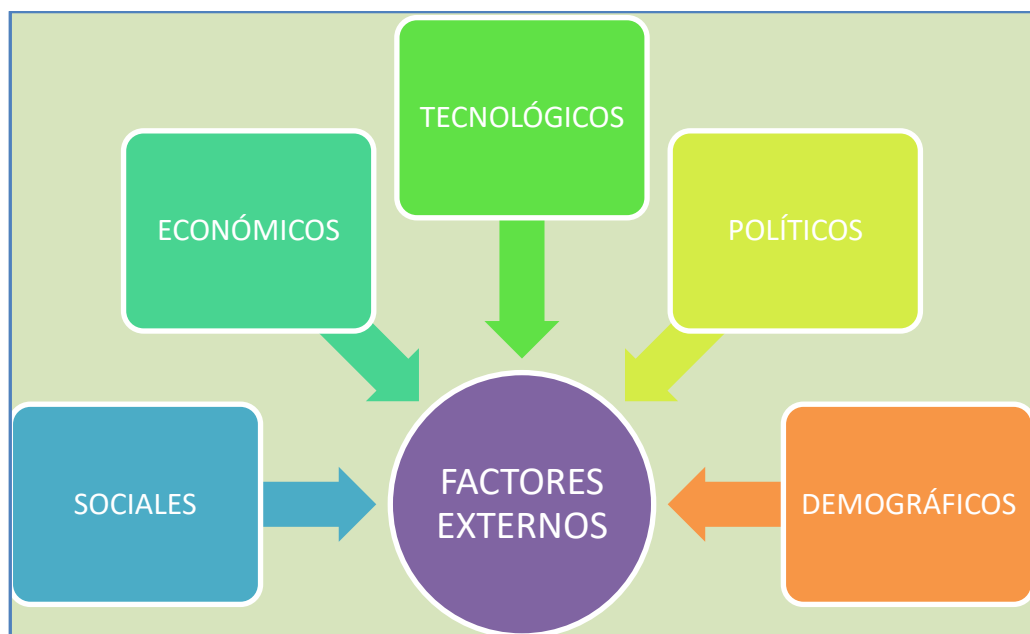 TECNOLÓGICOS
ECONÓMICOS
POLÍTICOS
SOCIALES
FACTORES
EXTERNOS
DEMOGRÁFICOS